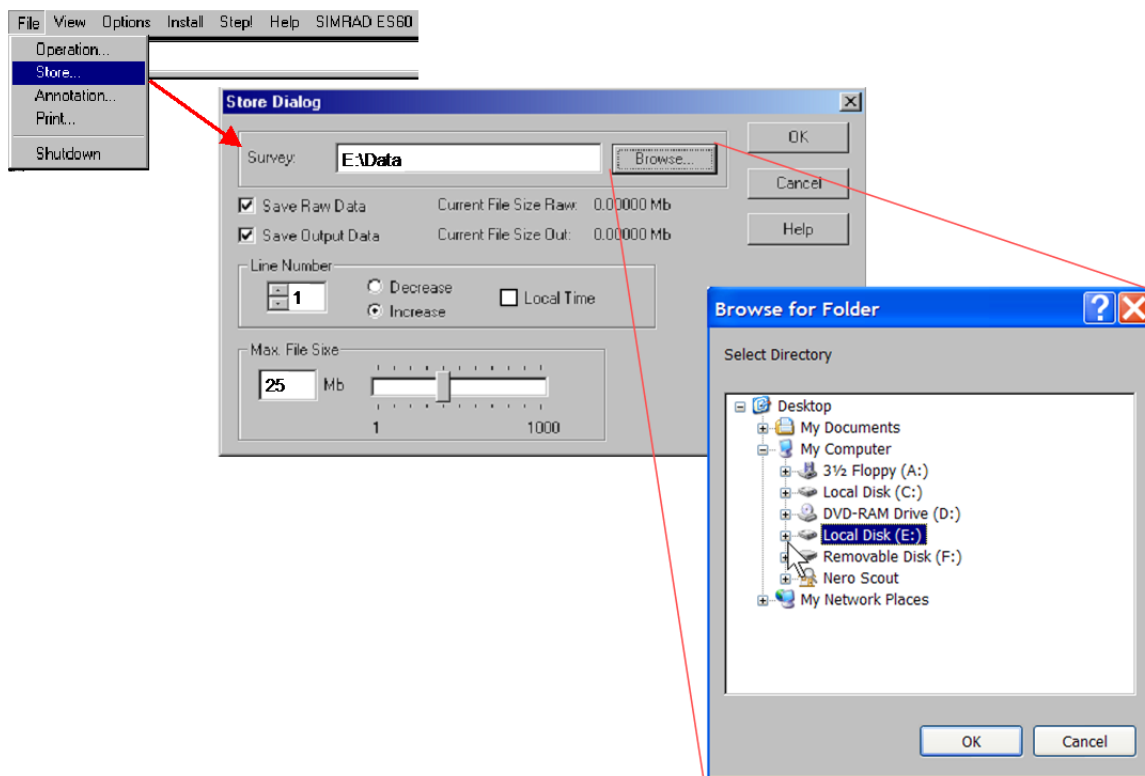 File View Options Install Step! Help SIMRAD ES60
Operation...
Store...
Annotation...
Print...
Shutdown
Store Dialog
Survey: E:\Data Browse... OK
Cancel
Save Raw Data Current File Size Raw: 0.00000 Mb
Save Output Data Current File Size Out: 0.00000 Mb Help
Line Number
1 Decrease
Increase
Local Time
Max. File Size
25 Mb
1 1000
Browse for Folder
Select Directory
Desktop
My Documents
My Computer
3½ Floppy (A:)
Local Disk (C:)
DVD-RAM Drive (D:)
Local Disk (E:)
Removable Disk (F:)
Nero Scout
My Network Places
OK Cancel